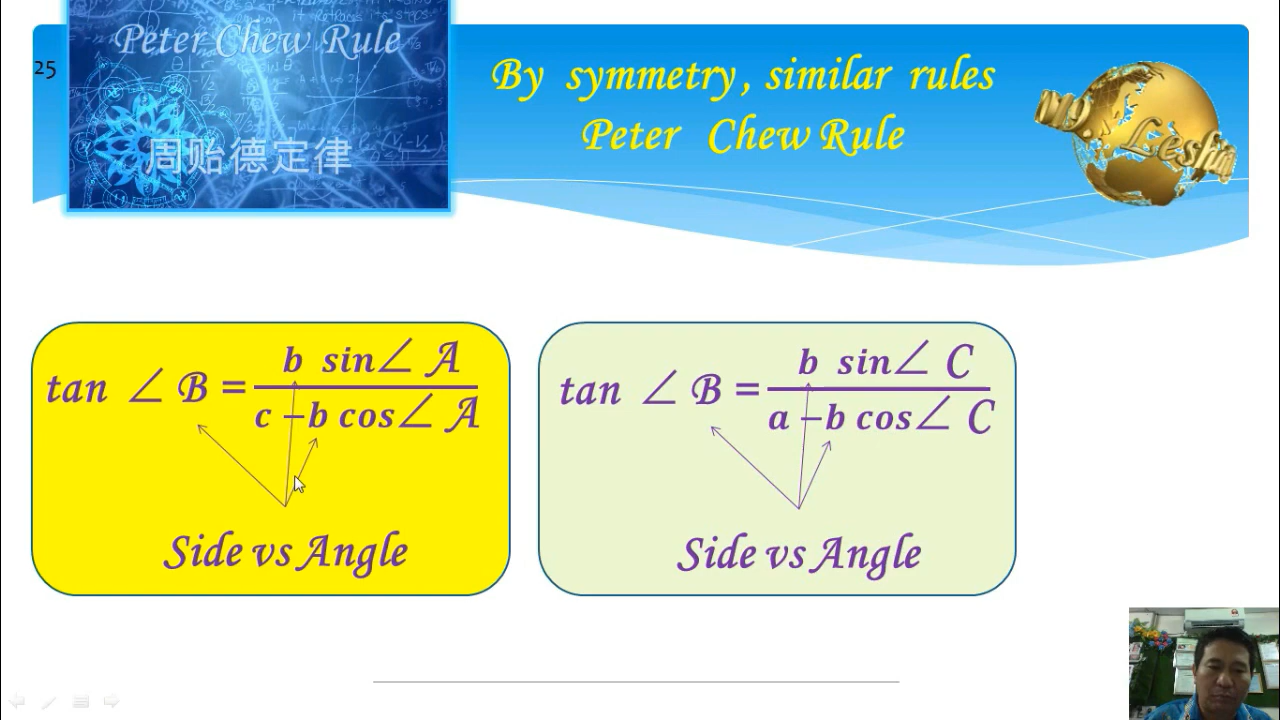 Peter Chew Rule
周贻德定律
25
By symmetry, similar rules
Peter Chew Rule
tan ∠ B = b sin∠ A / c − b cos∠ A
Side vs Angle
tan ∠ B = b sin∠ C / a − b cos∠ C
Side vs Angle